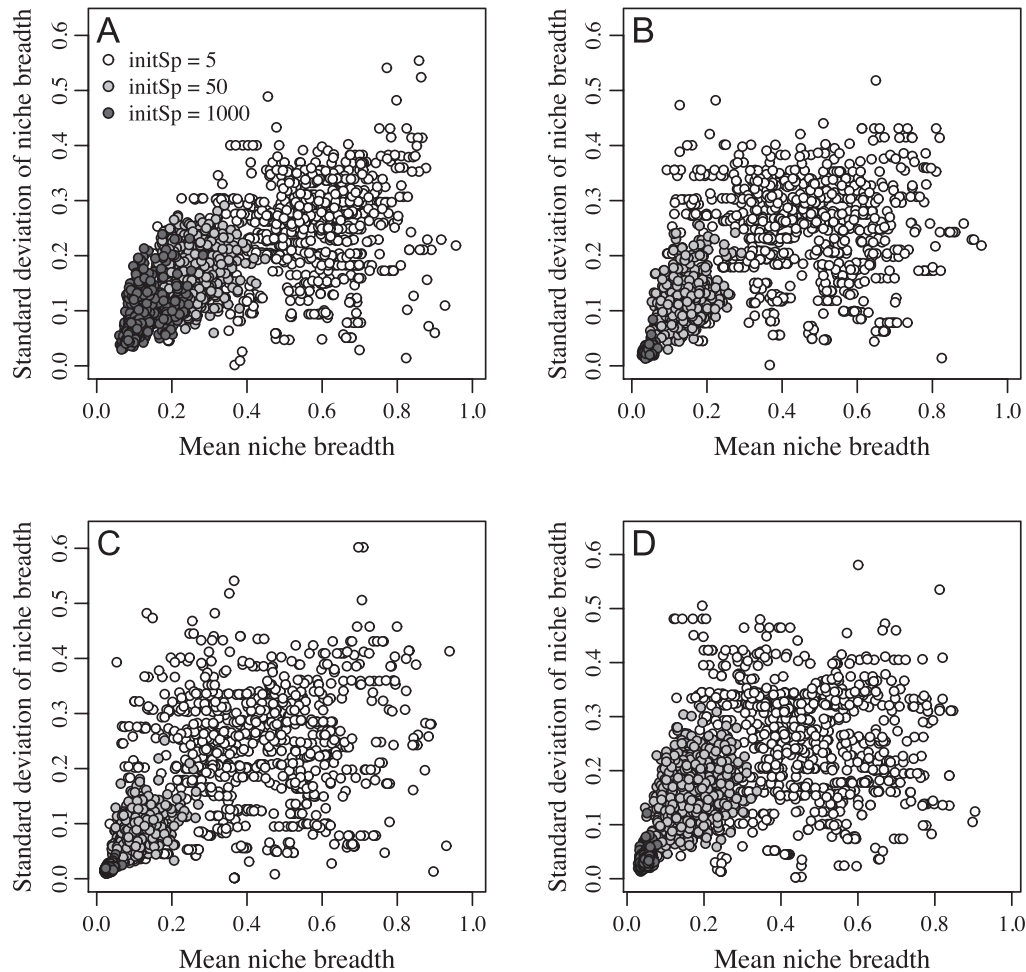 A
initSp = 5
initSp = 50
initSp = 1000
Standard deviation of niche breadth
0.0 0.1 0.2 0.3 0.4 0.5 0.6
0.0 0.2 0.4 0.6 0.8 1.0
Mean niche breadth
B
Standard deviation of niche breadth
0.0 0.1 0.2 0.3 0.4 0.5 0.6
0.0 0.2 0.4 0.6 0.8 1.0
Mean niche breadth
C
Standard deviation of niche breadth
0.0 0.1 0.2 0.3 0.4 0.5 0.6
0.0 0.2 0.4 0.6 0.8 1.0
Mean niche breadth
D
Standard deviation of niche breadth
0.0 0.1 0.2 0.3 0.4 0.5 0.6
0.0 0.2 0.4 0.6 0.8 1.0
Mean niche breadth